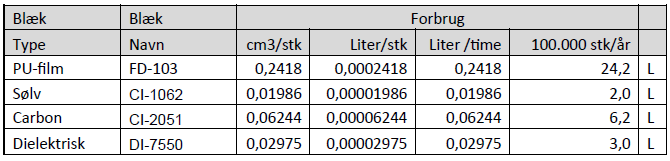 Blæk Blæk Forbrug
Type Navn cm3/stk Liter/stk Liter /time 100.000 stk/år
PU-film FD-103 0,2418 0,0002418 0,2418 24,2 L
Sølv CI-1062 0,01986 0,00001986 0,01986 2,0 L
Carbon CI-2051 0,06244 0,00006244 0,06244 6,2 L
Dielektrisk DI-7550 0,02975 0,00002975 0,02975 3,0 L